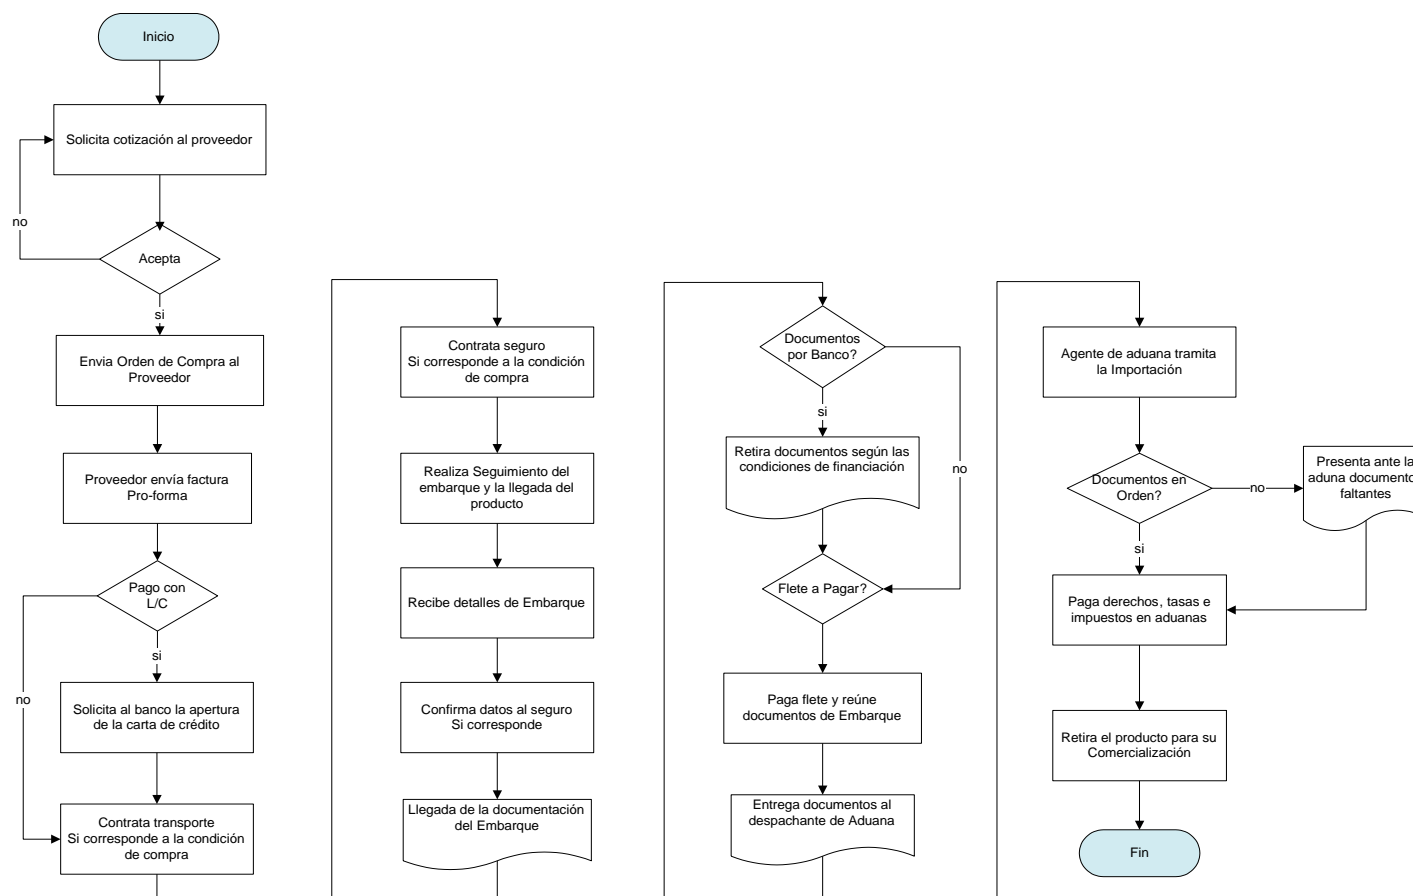 Inicio
Solicita cotización al proveedor
no
Acepta
si
Envia Orden de Compra al
Proveedor
Proveedor envía factura
Pro-forma
Pago con
L/C
si
no
Solicita al banco la apertura
de la carta de crédito
Contrata transporte
Si corresponde a la condición
de compra
Contrata seguro
Si corresponde a la condición
de compra
Realiza Seguimiento del
embarque y la llegada del
producto
Recibe detalles de Embarque
Confirma datos al seguro
Si corresponde
Llegada de la documentación
del Embarque
Documentos
por Banco?
si
no
Retira documentos según las
condiciones de financiación
Flete a Pagar?
Paga flete y reúne
documentos de Embarque
Entrega documentos al
despachante de Aduana
Agente de aduana tramita
la Importación
Documentos en
Orden?
no
Presenta ante la
aduna documento
faltantes
si
Paga derechos, tasas e
impuestos en aduanas
Retira el producto para su
Comercialización
Fin